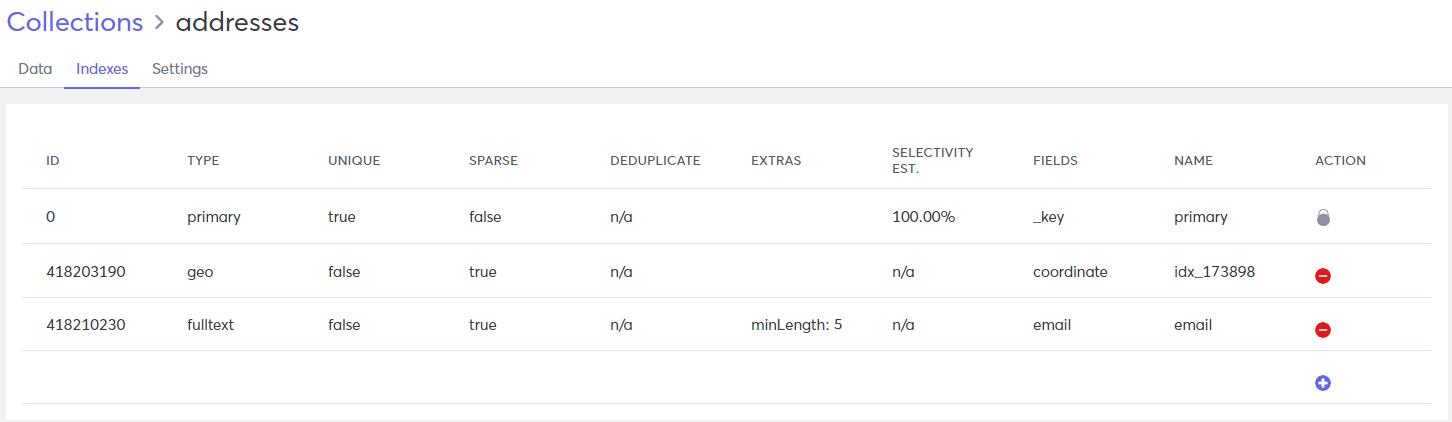 Collections > addresses
Data Indexes Settings
ID TYPE UNIQUE SPARSE DEDUPLICATE EXTRAS SELECTIVITY EST. FIELDS NAME ACTION
0 primary true false n/a 100.00% _key primary
418203190 geo false true n/a n/a coordinate idx_173898
418210230 fulltext false true n/a minLength: 5 n/a email email